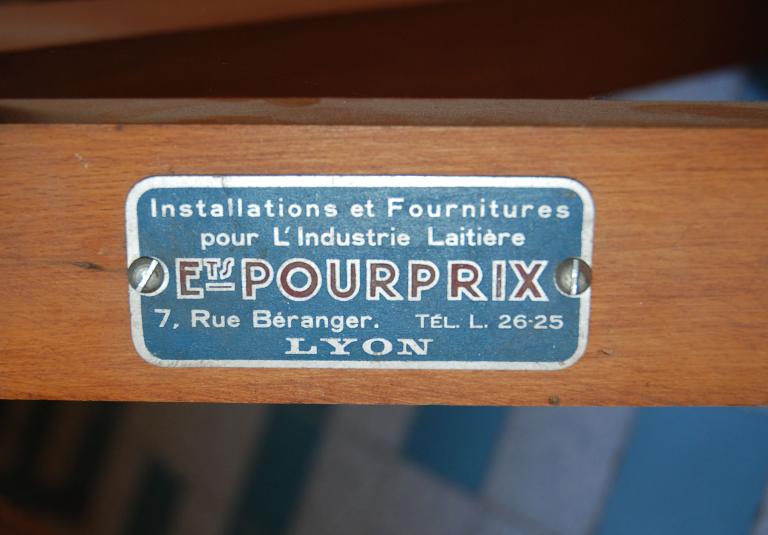 Installations et Fournitures
pour L'Industrie Laitière
ETS POURPRIX
7, Rue Béranger. TÉL. L. 26-25
LYON